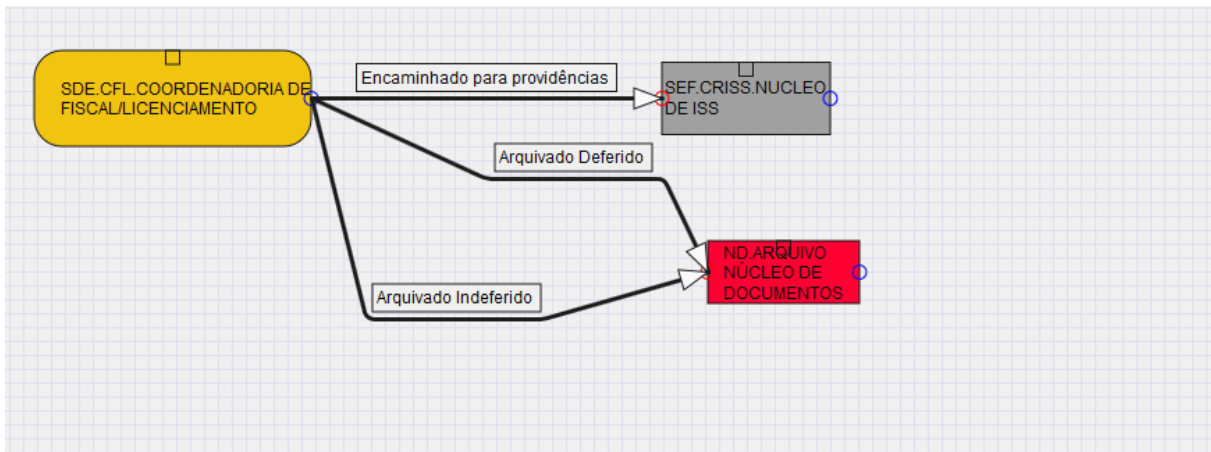 SDE.CFL.COORDENADORIA DE
FISCAL/LICENCIAMENTO
Encaminhado para providências
SEF.CRISS.NUCLEO
DE ISS
Arquivado Deferido
ND.ARQUIVO
NÚCLEO DE
DOCUMENTOS
Arquivado Indeferido